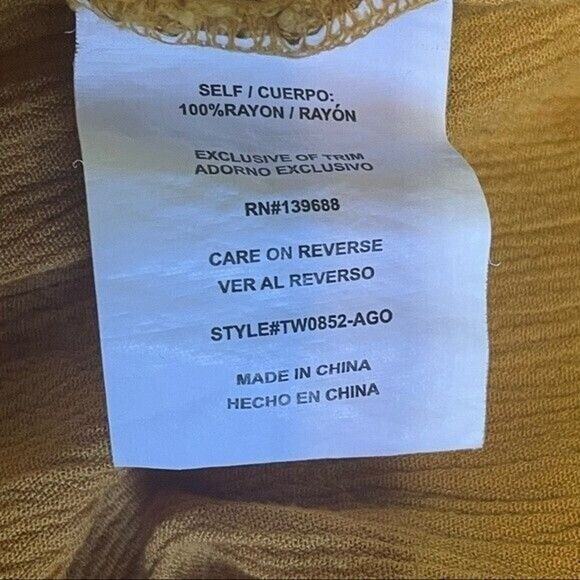 SELF / CUERPO:
100%RAYON / RAYÓN
EXCLUSIVE OF TRIM
ADORNO EXCLUSIVO
RN#139688
CARE ON REVERSE
VER AL REVERSO
STYLE#TW0852-AGO
MADE IN CHINA
HECHO EN CHINA